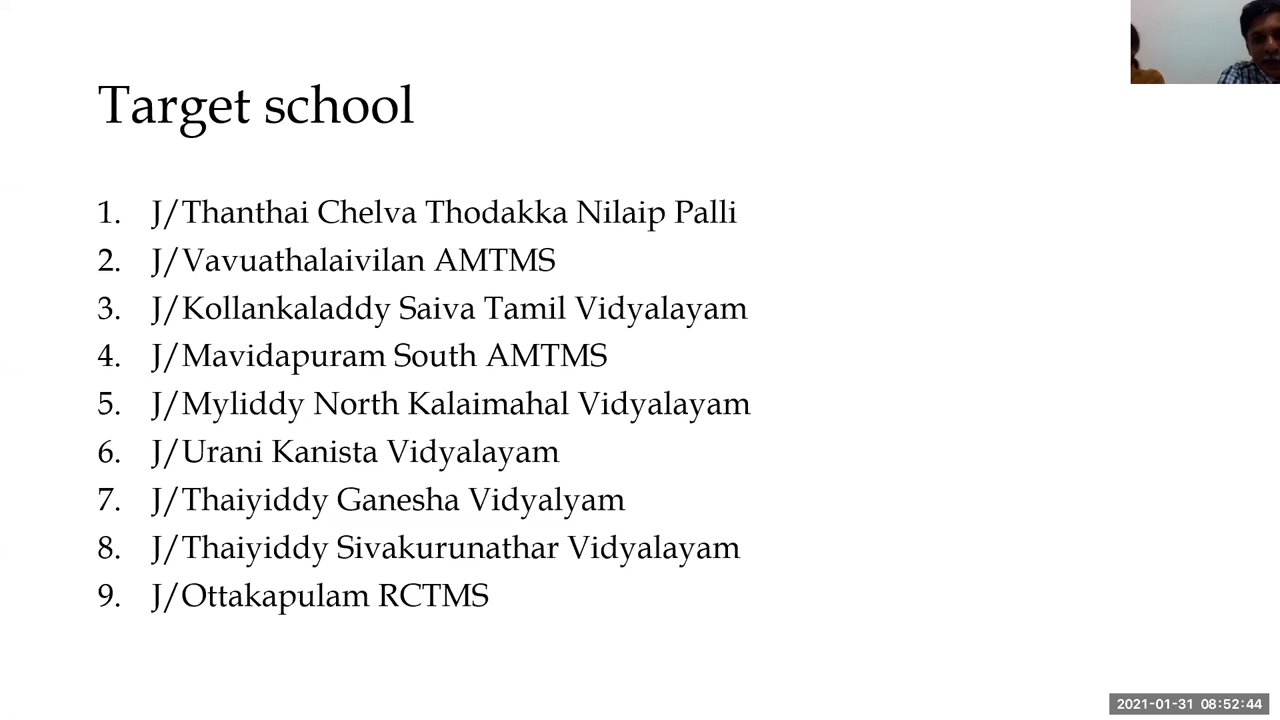 Target school
1. J/Thanthai Chelva Thodakka Nilaip Palli
2. J/Vavuathalaivilan AMTMS
3. J/Kollankaladdy Saiva Tamil Vidyalayam
4. J/Mavidapuram South AMTMS
5. J/Myliddy North Kalaimahal Vidyalayam
6. J/Urani Kanista Vidyalayam
7. J/Thaiyiddy Ganesha Vidyalyam
8. J/Thaiyiddy Sivakurunathar Vidyalayam
9. J/Ottakapulam RCTMS
2021-01-31 08:52:44